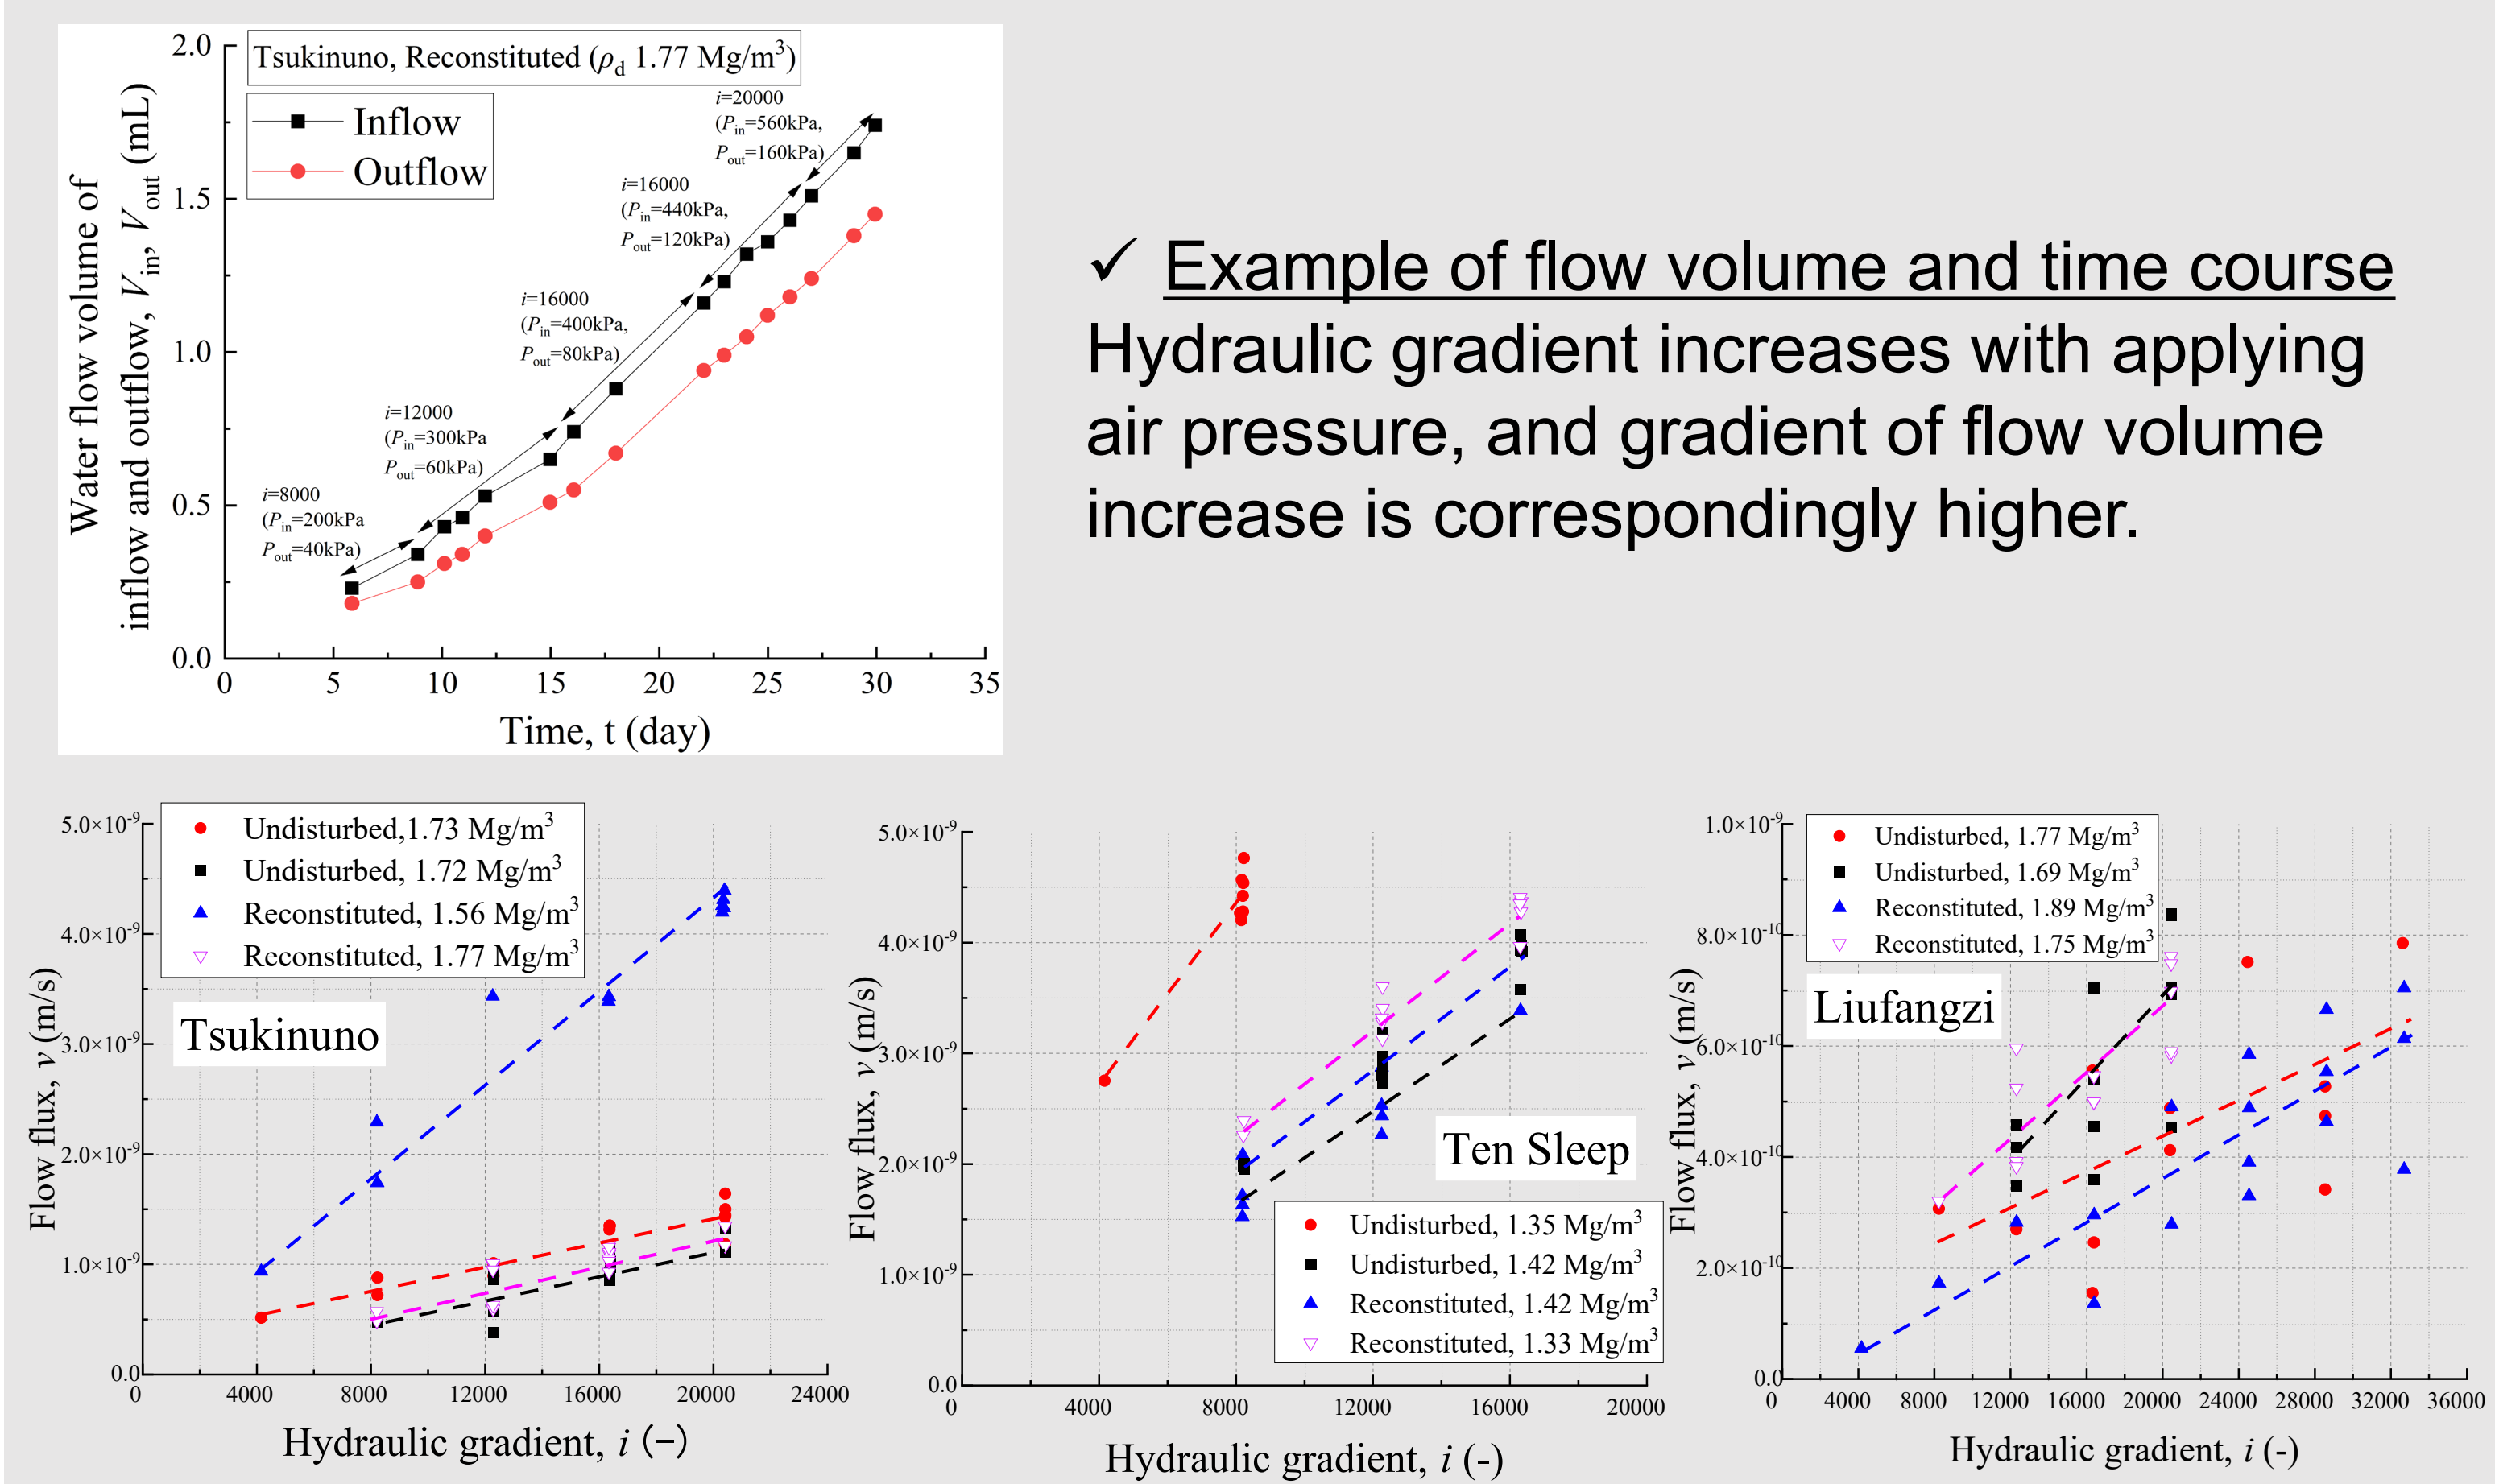 Tsukinuno, Reconstituted (ρd 1.77 Mg/m³)
Inflow
Outflow
i=20000
(Pin=560kPa,
Pout=160kPa)
i=16000
(Pin=440kPa,
Pout=120kPa)
i=16000
(Pin=400kPa,
Pout=80kPa)
i=12000
(Pin=300kPa
Pout=60kPa)
i=8000
(Pin=200kPa
Pout=40kPa)
Water flow volume of
inflow and outflow, Vin, Vout (mL)
2.0
1.5
1.0
0.5
0.0
0 5 10 15 20 25 30 35
Time, t (day)
✓ Example of flow volume and time course
Hydraulic gradient increases with applying
air pressure, and gradient of flow volume
increase is correspondingly higher.
Undisturbed,1.73 Mg/m³
Undisturbed, 1.72 Mg/m³
Reconstituted, 1.56 Mg/m³
Reconstituted, 1.77 Mg/m³
Tsukinuno
Flow flux, v (m/s)
5.0×10⁻⁹
4.0×10⁻⁹
3.0×10⁻⁹
2.0×10⁻⁹
1.0×10⁻⁹
0.0
0 4000 8000 12000 16000 20000 24000
Hydraulic gradient, i (−)
Flow flux, v (m/s)
5.0×10⁻⁹
4.0×10⁻⁹
3.0×10⁻⁹
2.0×10⁻⁹
1.0×10⁻⁹
0.0
Ten Sleep
Undisturbed, 1.35 Mg/m³
Undisturbed, 1.42 Mg/m³
Reconstituted, 1.42 Mg/m³
Reconstituted, 1.33 Mg/m³
0 4000 8000 12000 16000 20000
Hydraulic gradient, i (-)
Undisturbed, 1.77 Mg/m³
Undisturbed, 1.69 Mg/m³
Reconstituted, 1.89 Mg/m³
Reconstituted, 1.75 Mg/m³
Liufangzi
Flow flux, v (m/s)
1.0×10⁻⁹
8.0×10⁻¹⁰
6.0×10⁻¹⁰
4.0×10⁻¹⁰
2.0×10⁻¹⁰
0.0
0 4000 8000 12000 16000 20000 24000 28000 32000 36000
Hydraulic gradient, i (-)